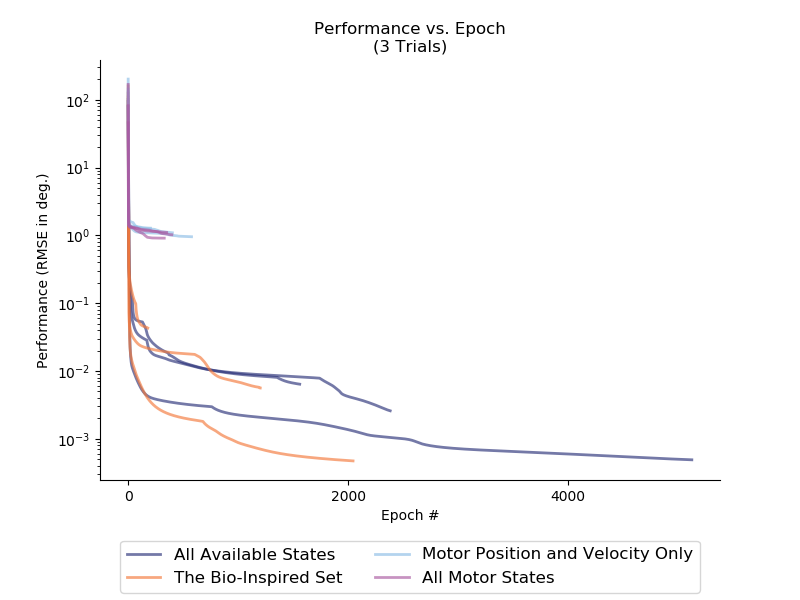 Performance vs. Epoch
(3 Trials)
10²
10¹
10⁰
10⁻¹
10⁻²
10⁻³
Performance (RMSE in deg.)
0
2000
4000
Epoch #
All Available States
The Bio-Inspired Set
Motor Position and Velocity Only
All Motor States